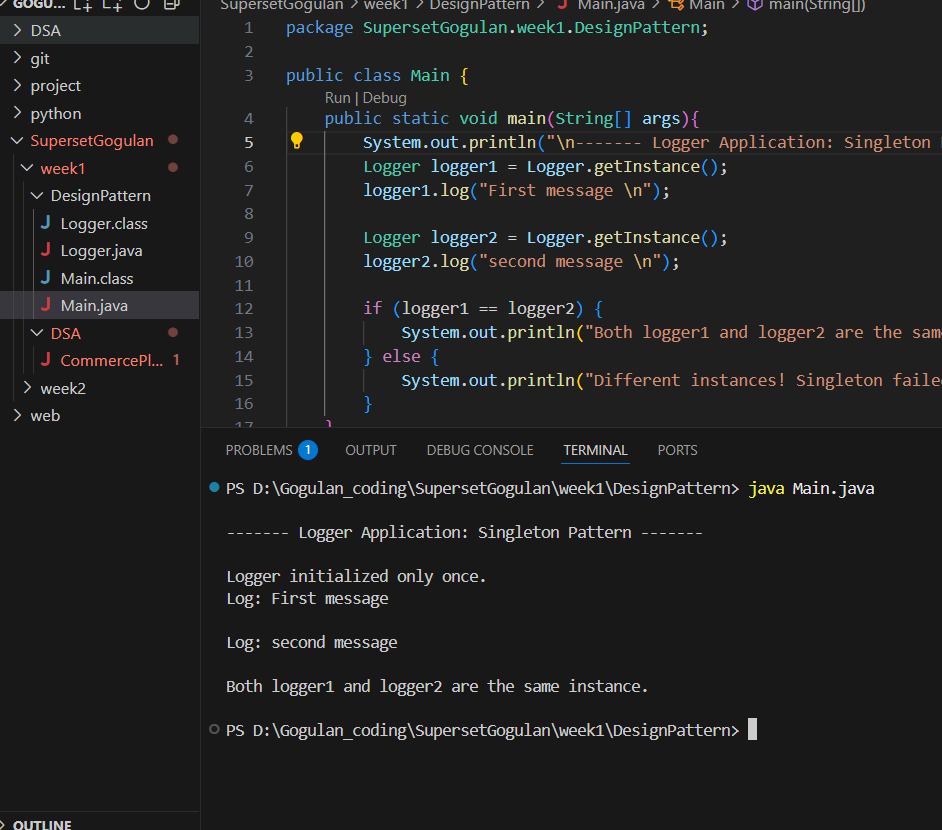 GOGU...
DSA
git
project
python
SupersetGogulan
week1
DesignPattern
Logger.class
Logger.java
Main.class
Main.java
DSA
CommercePl... 1
week2
web
OUTLINE
SupersetGogulan > week1 > DesignPattern > Main.java > Main > main(String[])
1 package SupersetGogulan.week1.DesignPattern;
2
3 public class Main {
Run | Debug
4 public static void main(String[] args){
5 System.out.println("\n------- Logger Application: Singleton
6 Logger logger1 = Logger.getInstance();
7 logger1.log("First message \n");
8
9 Logger logger2 = Logger.getInstance();
10 logger2.log("second message \n");
11
12 if (logger1 == logger2) {
13 System.out.println("Both logger1 and logger2 are the sam
14 } else {
15 System.out.println("Different instances! Singleton failed
16 }
17 }
PROBLEMS 1 OUTPUT DEBUG CONSOLE TERMINAL PORTS
PS D:\Gogulan_coding\SupersetGogulan\week1\DesignPattern> java Main.java
------- Logger Application: Singleton Pattern -------
Logger initialized only once.
Log: First message
Log: second message
Both logger1 and logger2 are the same instance.
PS D:\Gogulan_coding\SupersetGogulan\week1\DesignPattern>